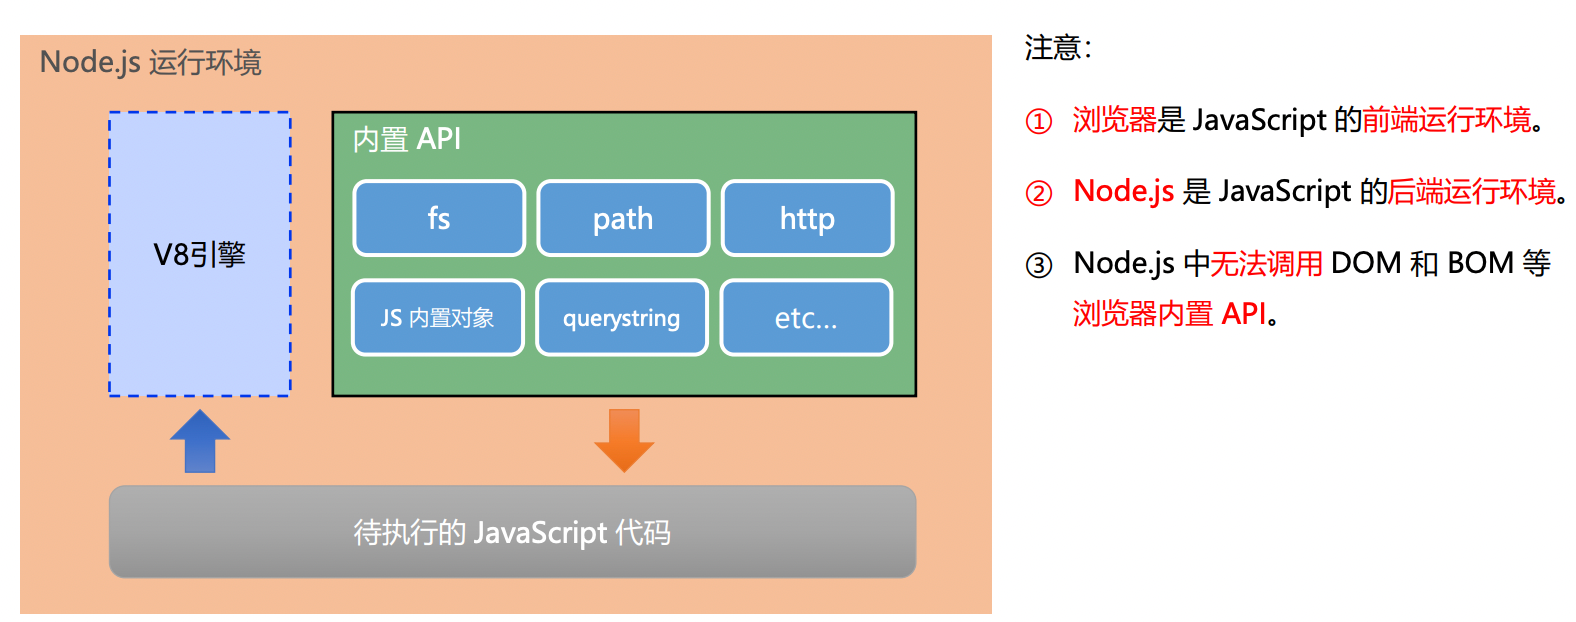 Node.js 运行环境
V8引擎
内置 API
fs
path
http
JS 内置对象
querystring
etc...
待执行的 JavaScript 代码
注意：
① 浏览器是 JavaScript 的前端运行环境。
② Node.js 是 JavaScript 的后端运行环境。
③ Node.js 中无法调用 DOM 和 BOM 等
浏览器内置 API。